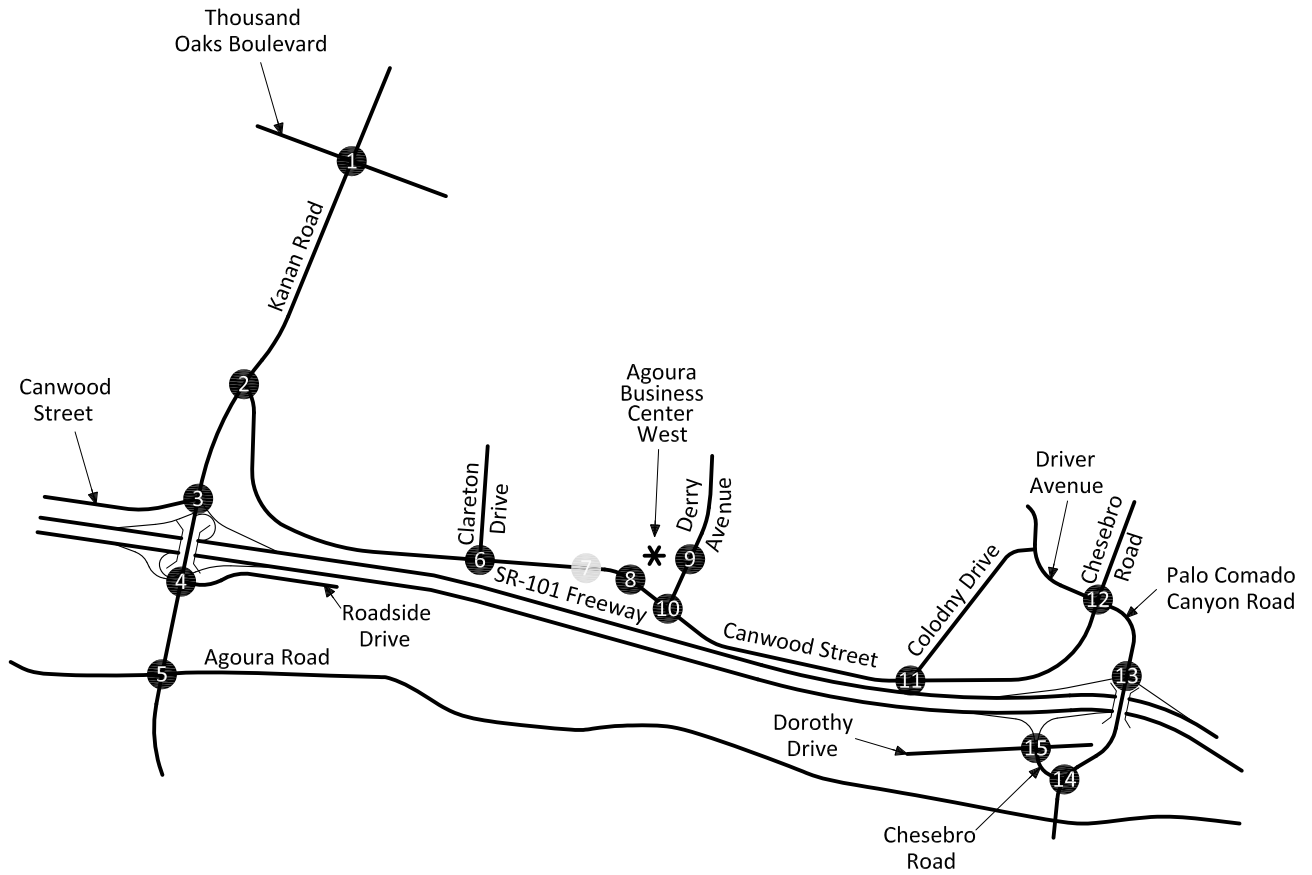 Thousand
Oaks Boulevard
1
Kanan Road
2
Canwood
Street
3
4
Roadside
Drive
5
Agoura Road
Clareton
Drive
6
7
SR-101 Freeway
Agoura
Business
Center
West
8
Derry
Avenue
9
10
Canwood Street
Colodny Drive
11
Driver
Avenue
Chesebro
Road
12
Palo Comado
Canyon Road
13
Dorothy
Drive
15
14
Chesebro
Road